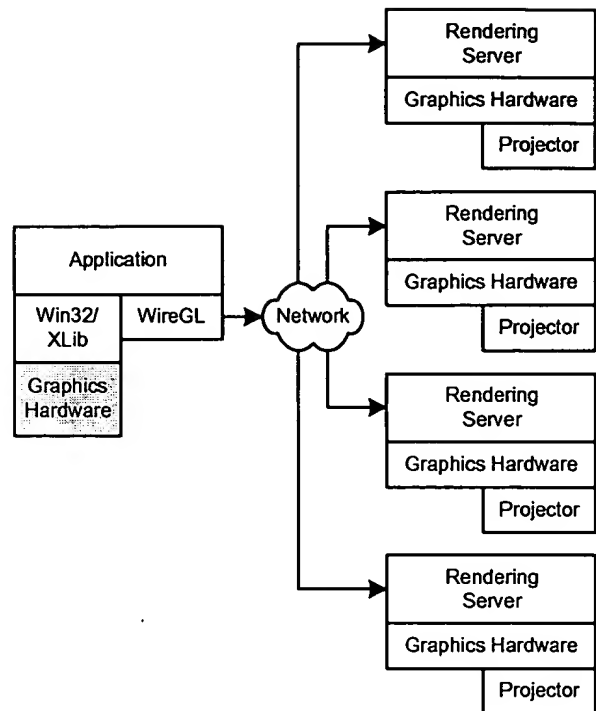 Application
Win32/
XLib
WireGL
Graphics
Hardware
Network
Rendering
Server
Graphics Hardware
Projector
Rendering
Server
Graphics Hardware
Projector
Rendering
Server
Graphics Hardware
Projector
Rendering
Server
Graphics Hardware
Projector